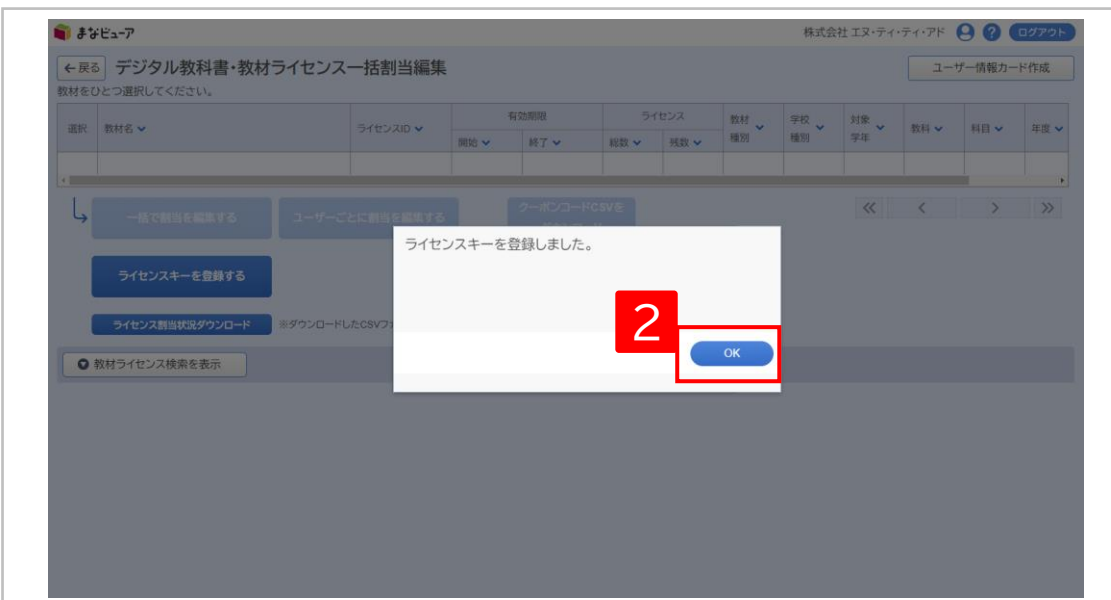 まなビューア
株式会社 エヌ・ティ・ティ・アド ? ログアウト
←戻る デジタル教科書・教材ライセンス一括割当編集 ユーザー情報カード作成
教材をひとつ選択してください。
選択 教材名 ライセンスID 有効期限 ライセンス 教材種別 学校種別 対象学年 教科 科目 年度
開始 終了 総数 残数
一括で割当を編集する ユーザーごとに割当を編集する クーポンコードCSVを
ライセンスキーを登録しました。
ライセンスキーを登録する
2
OK
ライセンス割当状況ダウンロード ※ダウンロードしたCSVファ
教材ライセンス検索を表示